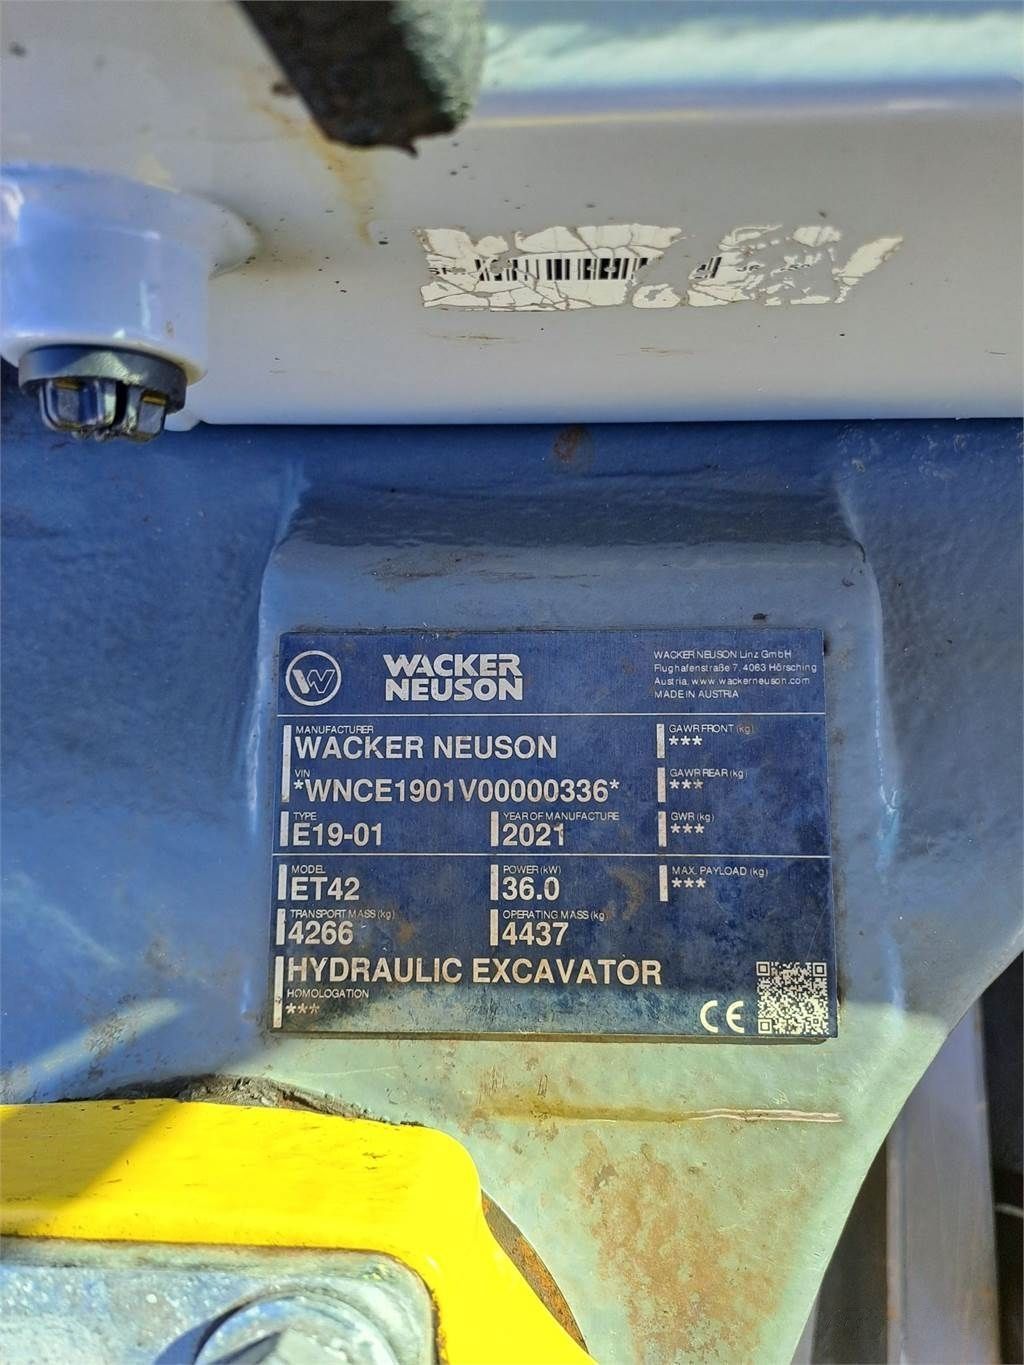 WACKER
NEUSON
WACKER NEUSON Linz GmbH
Flughafenstraße 7, 4063 Hörsching
Austria, www.wackerneuson.com
MADE IN AUSTRIA
MANUFACTURER
WACKER NEUSON
VIN
*WNCE1901V00000336*
TYPE
E19-01
YEAR OF MANUFACTURE
2021
GAWR FRONT (kg)
***
GAWR REAR (kg)
***
GWR (kg)
***
MODEL
ET42
POWER (kW)
36.0
MAX. PAYLOAD (kg)
***
TRANSPORT MASS (kg)
4266
OPERATING MASS (kg)
4437
HYDRAULIC EXCAVATOR
HOMOLOGATION
***
CE